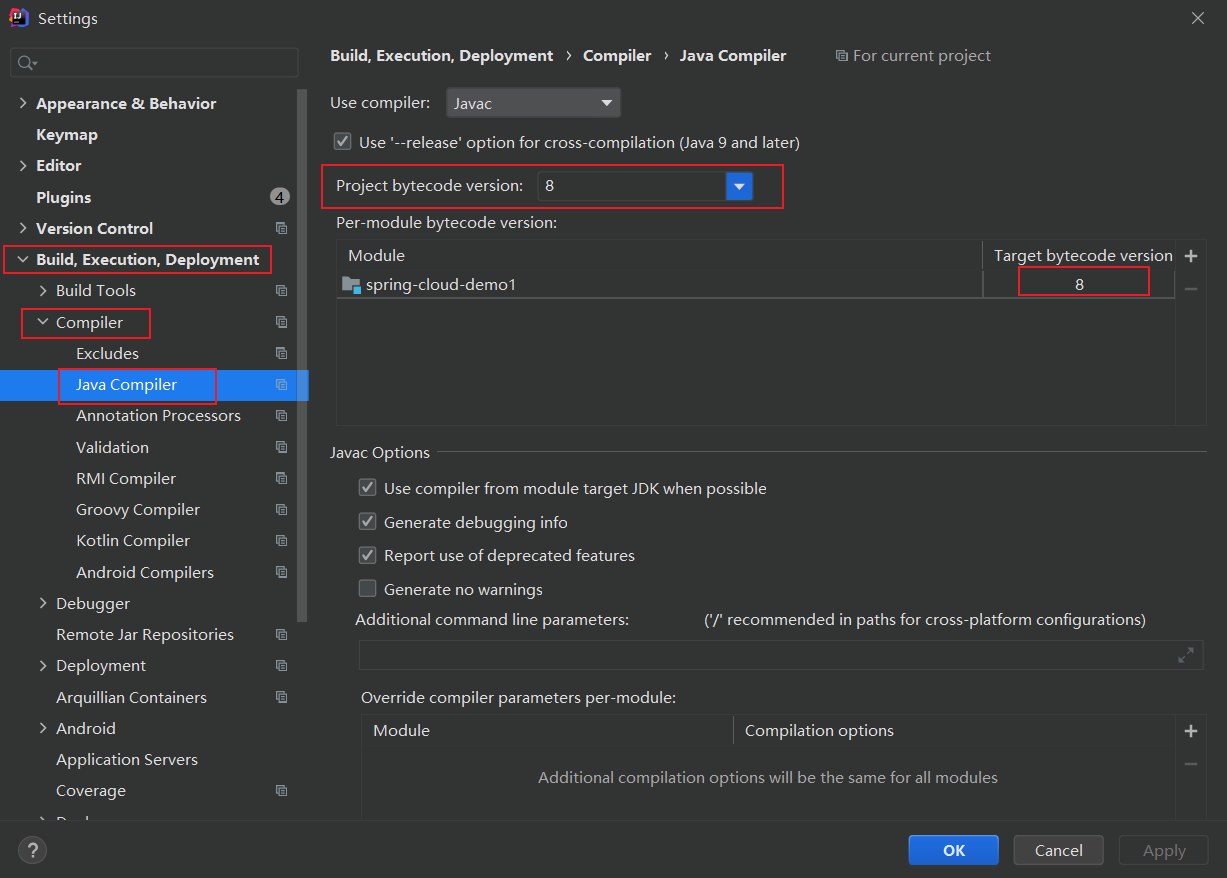 Settings
Appearance & Behavior
Keymap
Editor
Plugins 4
Version Control
Build, Execution, Deployment
Build Tools
Compiler
Excludes
Java Compiler
Annotation Processors
Validation
RMI Compiler
Groovy Compiler
Kotlin Compiler
Android Compilers
Debugger
Remote Jar Repositories
Deployment
Arquillian Containers
Android
Application Servers
Coverage
Build, Execution, Deployment › Compiler › Java Compiler For current project
Use compiler: Javac
Use '--release' option for cross-compilation (Java 9 and later)
Project bytecode version: 8
Per-module bytecode version:
Module Target bytecode version
spring-cloud-demo1 8
Javac Options
Use compiler from module target JDK when possible
Generate debugging info
Report use of deprecated features
Generate no warnings
Additional command line parameters: ('/' recommended in paths for cross-platform configurations)
Override compiler parameters per-module:
Module Compilation options
Additional compilation options will be the same for all modules
? OK Cancel Apply